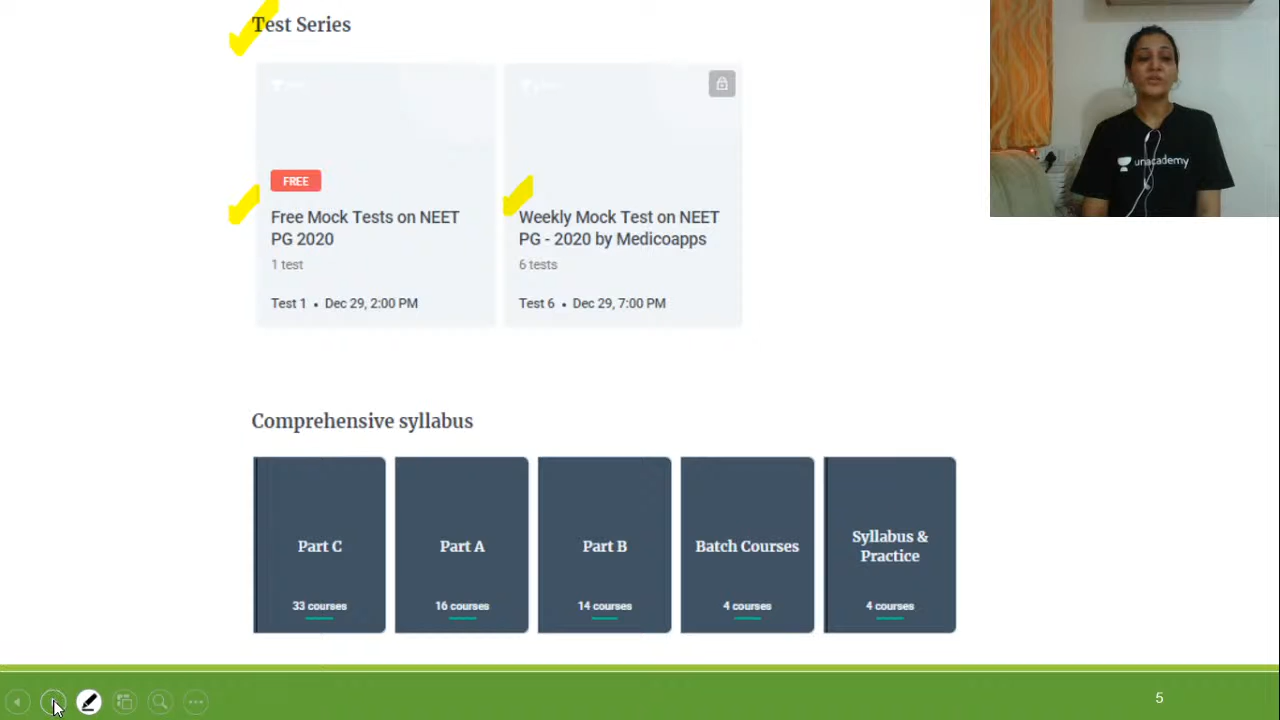 Test Series
FREE
Free Mock Tests on NEET
PG 2020
1 test
Test 1 • Dec 29, 2:00 PM
Weekly Mock Test on NEET
PG - 2020 by Medicoapps
6 tests
Test 6 • Dec 29, 7:00 PM
unacademy
Comprehensive syllabus
Part C
33 courses
Part A
16 courses
Part B
14 courses
Batch Courses
4 courses
Syllabus &
Practice
4 courses
5